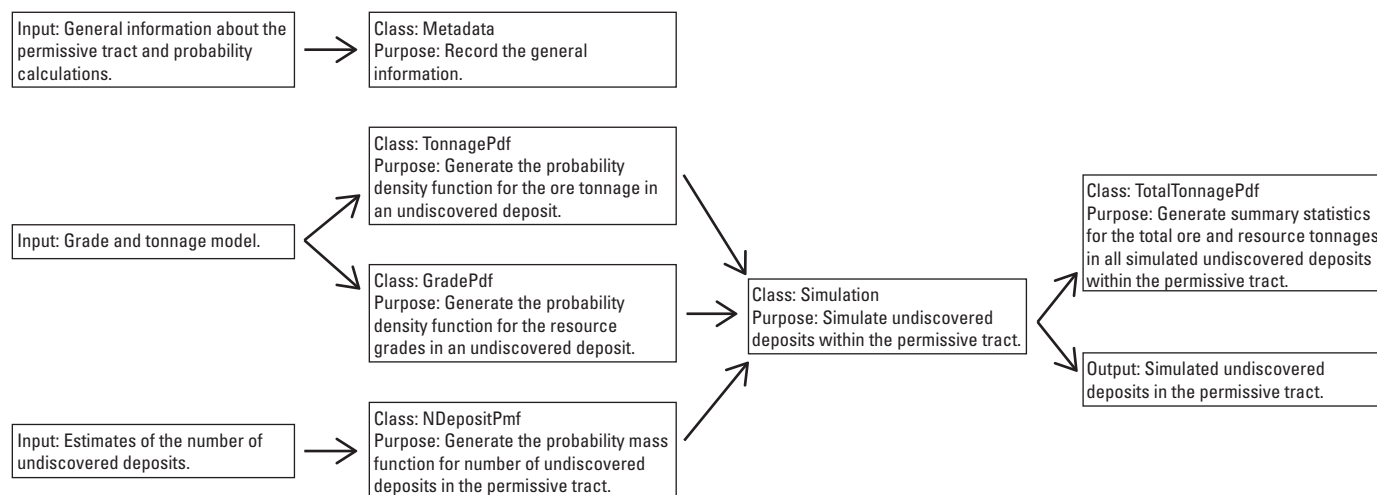 Input: General information about the
permissive tract and probability
calculations.
Class: Metadata
Purpose: Record the general
information.
Class: TonnagePdf
Purpose: Generate the probability
density function for the ore tonnage in
an undiscovered deposit.
Input: Grade and tonnage model.
Class: GradePdf
Purpose: Generate the probability
density function for the resource
grades in an undiscovered deposit.
Input: Estimates of the number of
undiscovered deposits.
Class: NDepositPmf
Purpose: Generate the probability mass
function for number of undiscovered
deposits in the permissive tract.
Class: Simulation
Purpose: Simulate undiscovered
deposits within the permissive tract.
Class: TotalTonnagePdf
Purpose: Generate summary statistics
for the total ore and resource tonnages
in all simulated undiscovered deposits
within the permissive tract.
Output: Simulated undiscovered
deposits in the permissive tract.